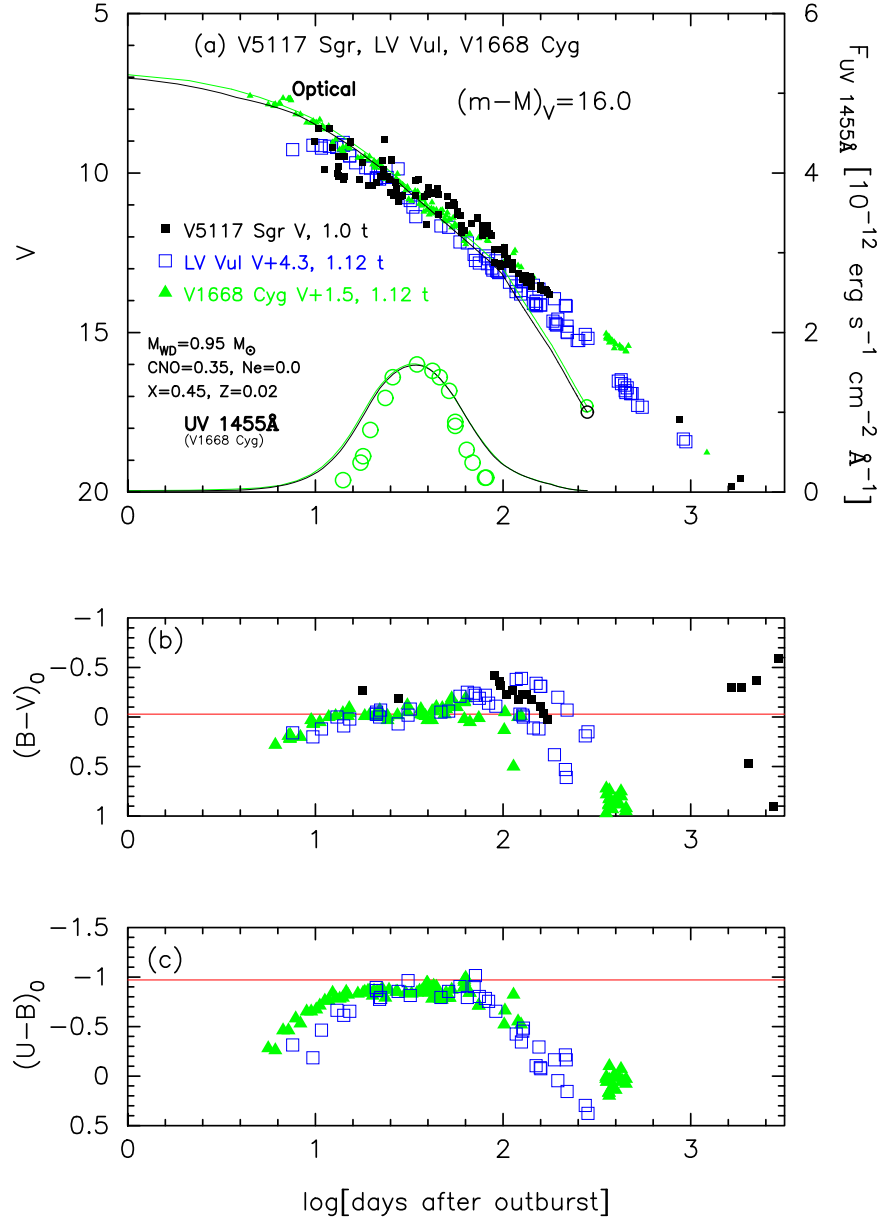 (a) V5117 Sgr, LV Vul, V1668 Cyg
Optical
(m−M)V=16.0
V5117 Sgr V, 1.0 t
LV Vul V+4.3, 1.12 t
V1668 Cyg V+1.5, 1.12 t
MWD=0.95 M⊙
CNO=0.35, Ne=0.0
X=0.45, Z=0.02
UV 1455Å
(V1668 Cyg)
V
5
10
15
20
FUV 1455Å [10−12 erg s−1 cm−2 Å−1]
6
4
2
0
0 1 2 3
(b)
(B−V)0
−1
−0.5
0
0.5
1
0 1 2 3
(c)
(U−B)0
−1.5
−1
−0.5
0
0.5
0 1 2 3
log[days after outburst]